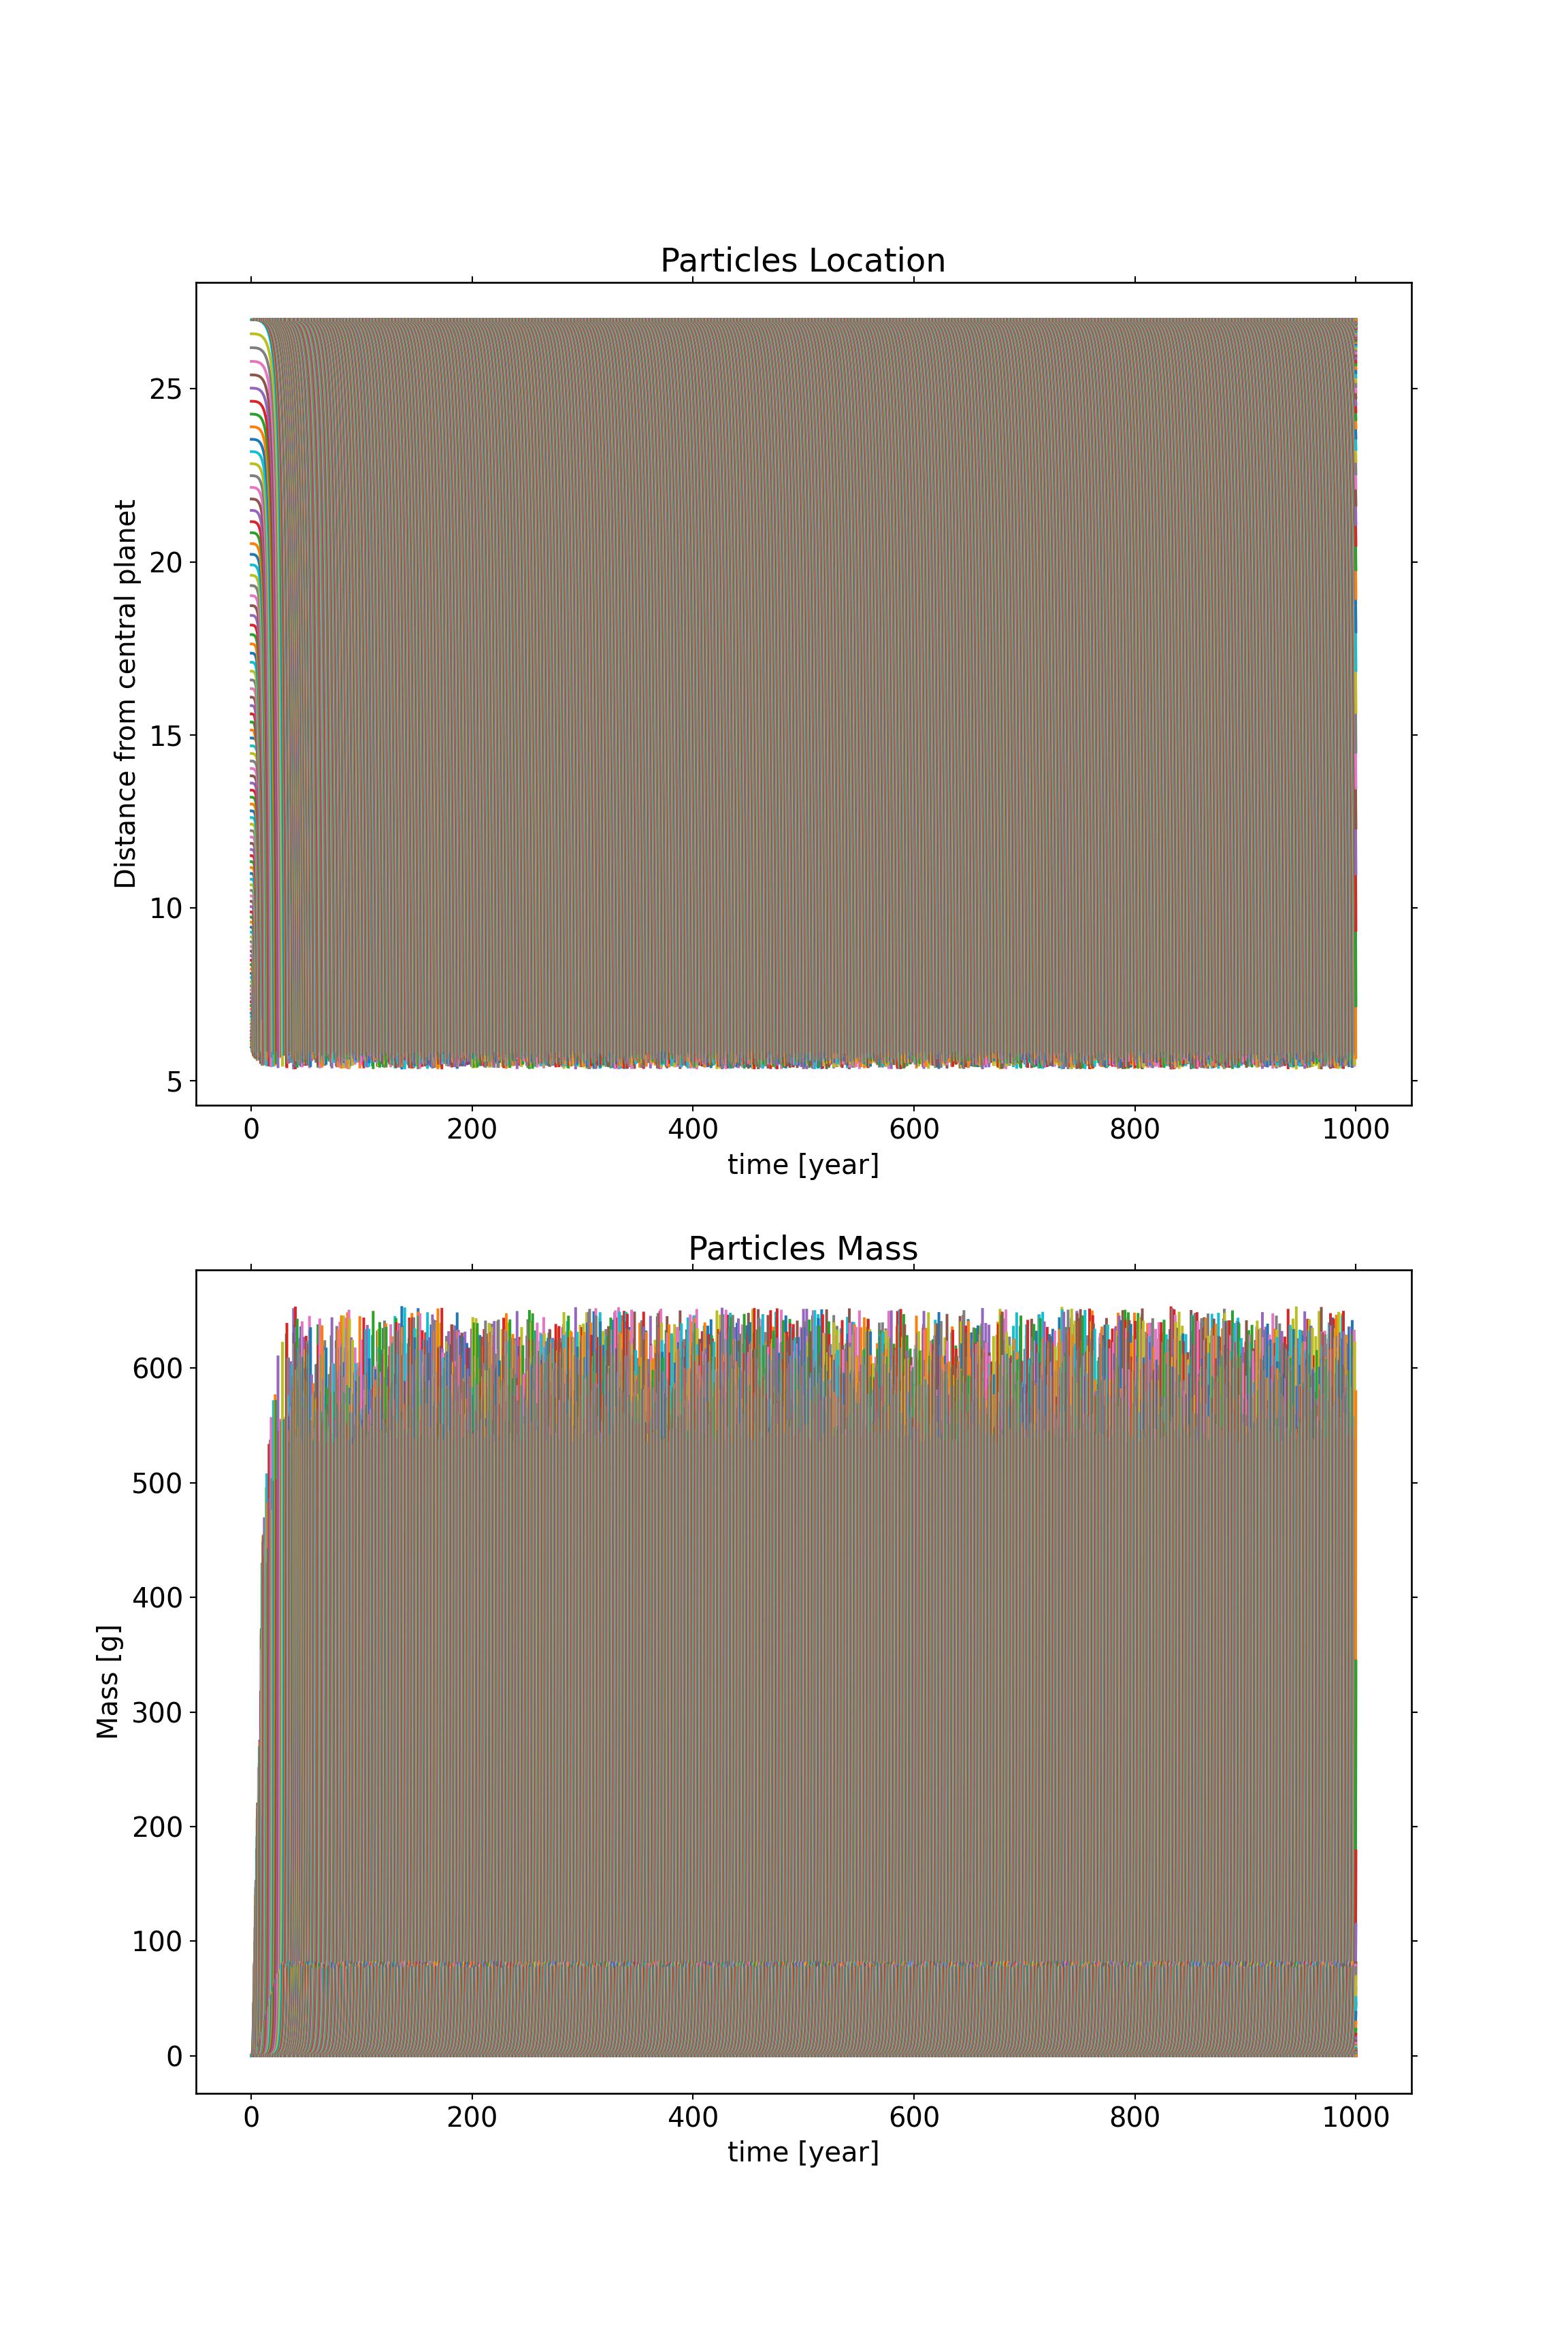 Particles Location
Distance from central planet
25
20
15
10
5
0 200 400 600 800 1000
time [year]
Particles Mass
Mass [g]
600
500
400
300
200
100
0
0 200 400 600 800 1000
time [year]